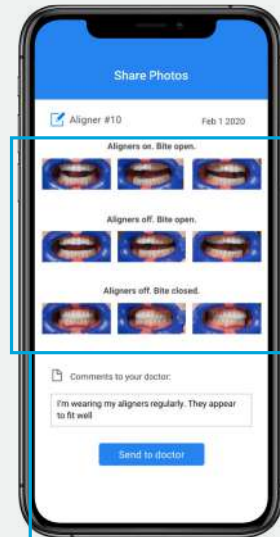 Share Photos
Aligner #10 Feb 1 2020
Aligners on. Bite open.
Aligners off. Bite open.
Aligners off. Bite closed.
Comments to your doctor:
I'm wearing my aligners regularly. They appear
to fit well
Send to doctor